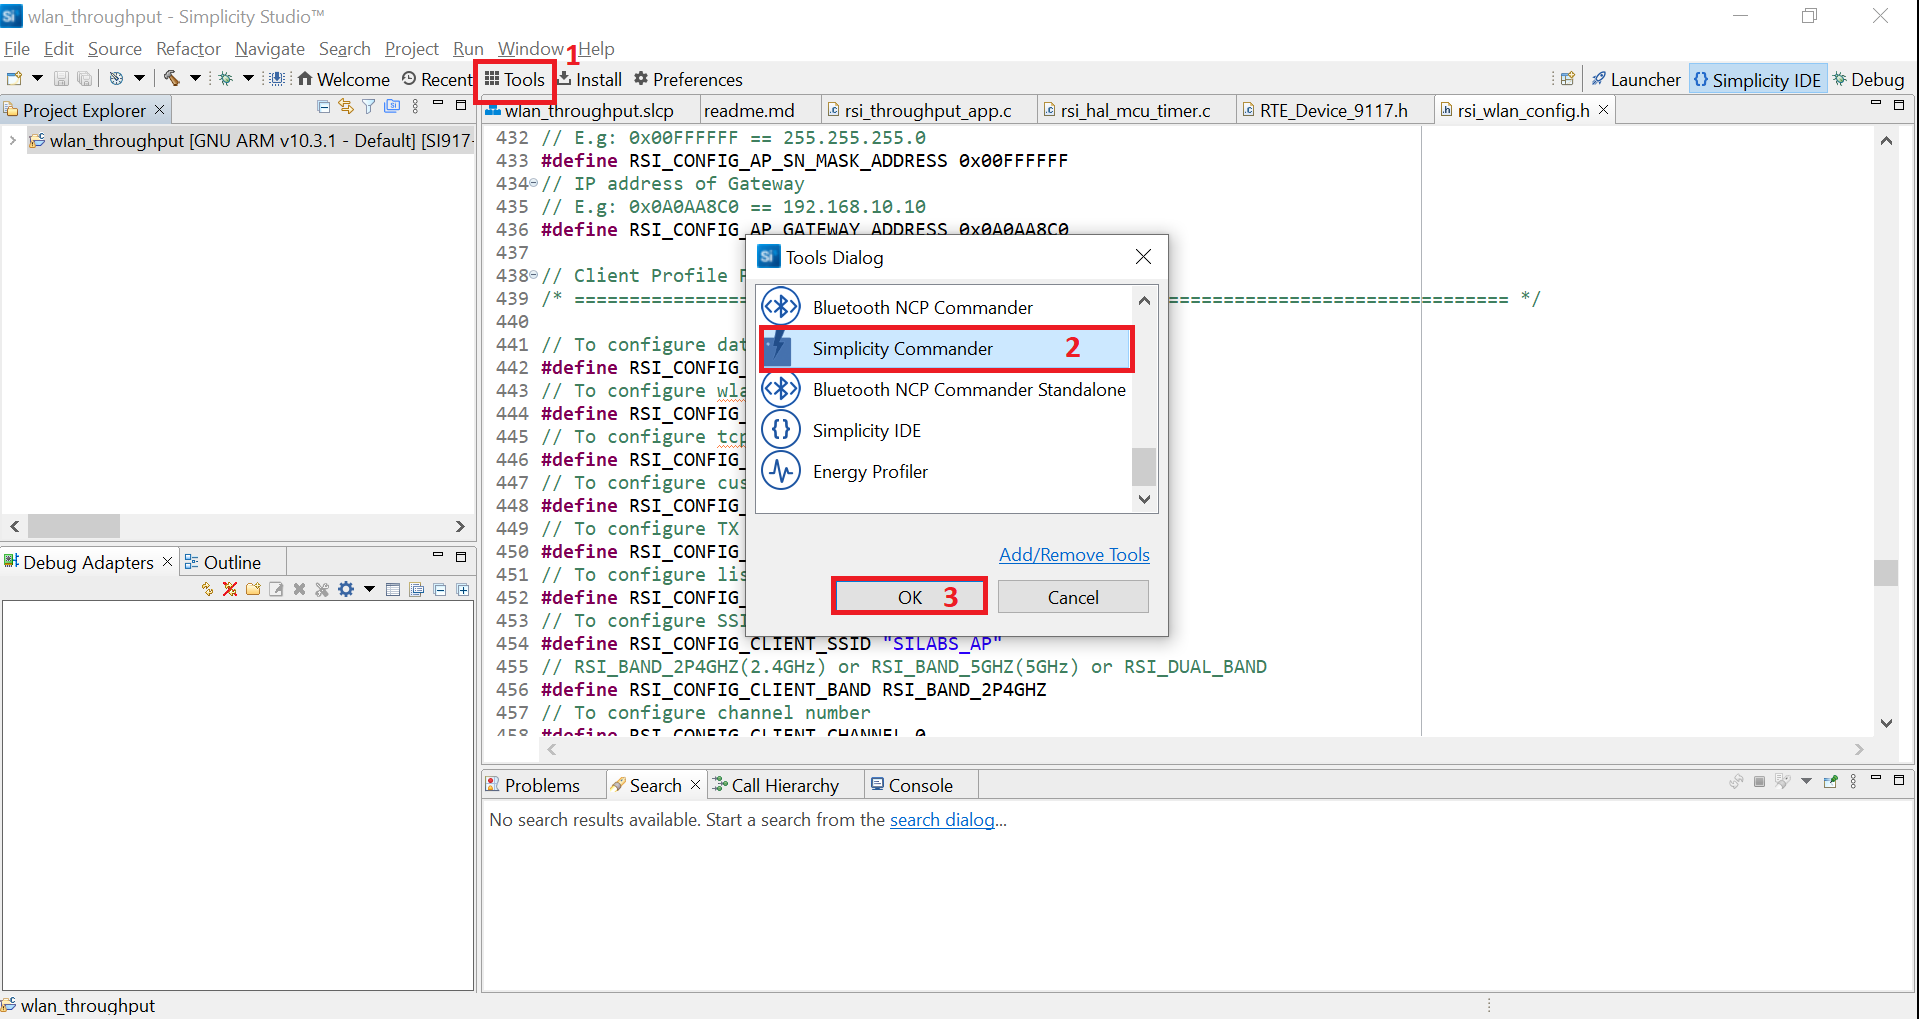 wlan_throughput - Simplicity Studio™
File Edit Source Refactor Navigate Search Project Run Window Help
1
Welcome Recent Tools Install Preferences Launcher Simplicity IDE Debug
Project Explorer
wlan_throughput [GNU ARM v10.3.1 - Default] [SI917-
wlan_throughput.slcp readme.md rsi_throughput_app.c rsi_hal_mcu_timer.c RTE_Device_9117.h rsi_wlan_config.h
432 // E.g: 0x00FFFFFF == 255.255.255.0
433 #define RSI_CONFIG_AP_SN_MASK_ADDRESS 0x00FFFFFF
434 // IP address of Gateway
435 // E.g: 0x0A0AA8C0 == 192.168.10.10
436 #define RSI_CONFIG_AP_GATEWAY_ADDRESS 0x0A0AA8C0
437
438 // Client Profile
439 /* ================= =============================== */
440
441 // To configure dat
442 #define RSI_CONFIG_
443 // To configure wla
444 #define RSI_CONFIG_
445 // To configure tcp
446 #define RSI_CONFIG_
447 // To configure cus
448 #define RSI_CONFIG_
449 // To configure TX
450 #define RSI_CONFIG_
451 // To configure lis
452 #define RSI_CONFIG_
453 // To configure SSI
454 #define RSI_CONFIG_CLIENT_SSID "SILABS_AP"
455 // RSI_BAND_2P4GHZ(2.4GHz) or RSI_BAND_5GHZ(5GHz) or RSI_DUAL_BAND
456 #define RSI_CONFIG_CLIENT_BAND RSI_BAND_2P4GHZ
457 // To configure channel number
458 #define RSI_CONFIG_CLIENT_CHANNEL 0
Tools Dialog
Bluetooth NCP Commander
Simplicity Commander 2
Bluetooth NCP Commander Standalone
Simplicity IDE
Energy Profiler
Add/Remove Tools
OK 3 Cancel
Debug Adapters Outline
Problems Search Call Hierarchy Console
No search results available. Start a search from the search dialog...
wlan_throughput